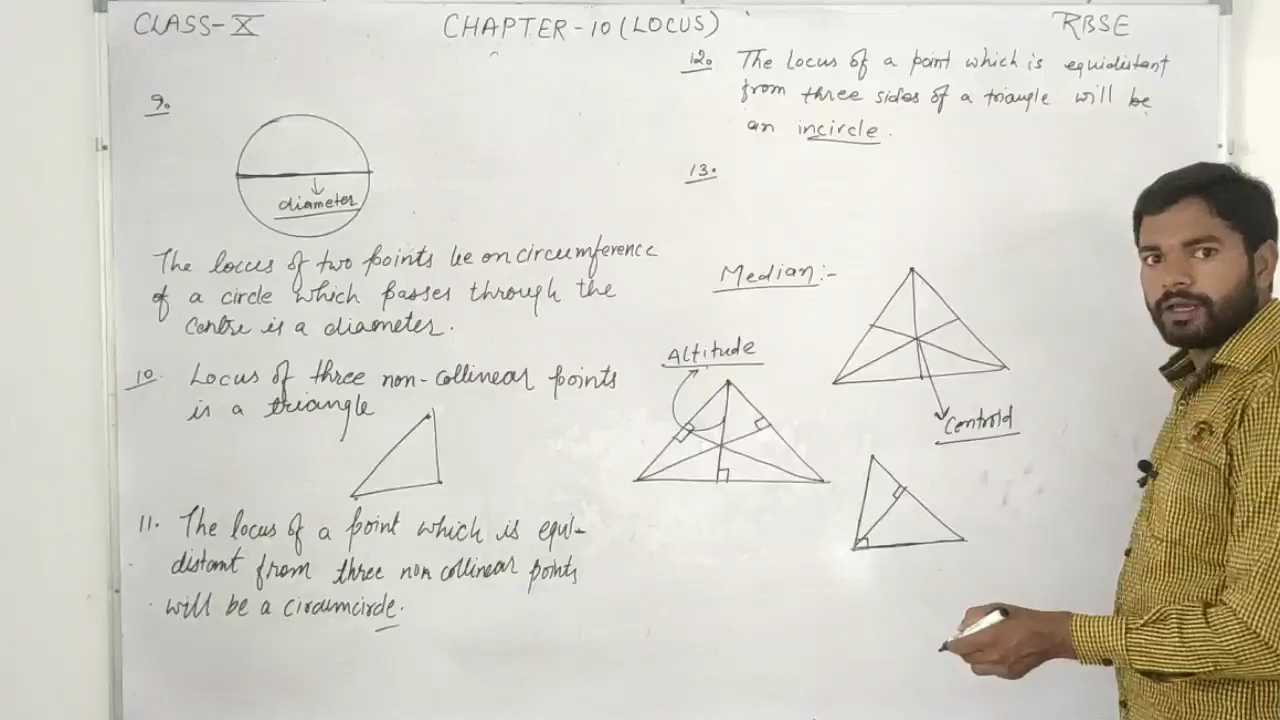 CLASS-X
CHAPTER-10 (LOCUS)
RBSE
9.
diameter
The locus of two points lie on circumference
of a circle which passes through the
centre is a diameter.
10. Locus of three non-collinear points
is a triangle
11. The locus of a point which is equi-
distant from three non collinear points
will be a circumcircle.
12. The locus of a point which is equidistant
from three sides of a triangle will be
an incircle.
13.
Median:-
Centroid
Altitude